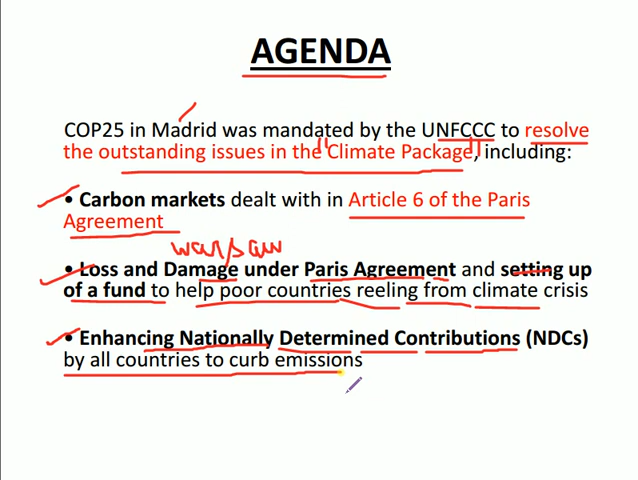 AGENDA
COP25 in Madrid was mandated by the UNFCCC to resolve
the outstanding issues in the "Climate Package", including:
• Carbon markets dealt with in Article 6 of the Paris
Agreement
warsaw
• Loss and Damage under Paris Agreement and setting up
of a fund to help poor countries reeling from climate crisis
• Enhancing Nationally Determined Contributions (NDCs)
by all countries to curb emissions